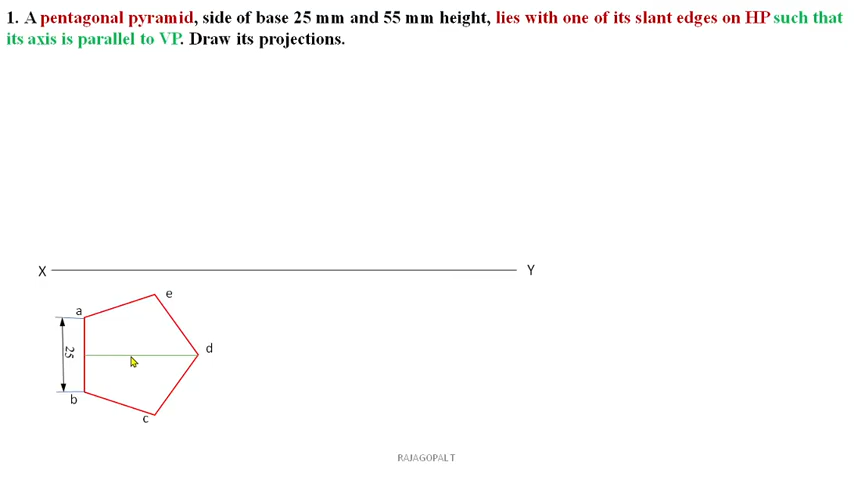 1. A pentagonal pyramid, side of base 25 mm and 55 mm height, lies with one of its slant edges on HP such that
its axis is parallel to VP. Draw its projections.
X
Y
e
a
d
25
b
c
RAJAGOPAL T